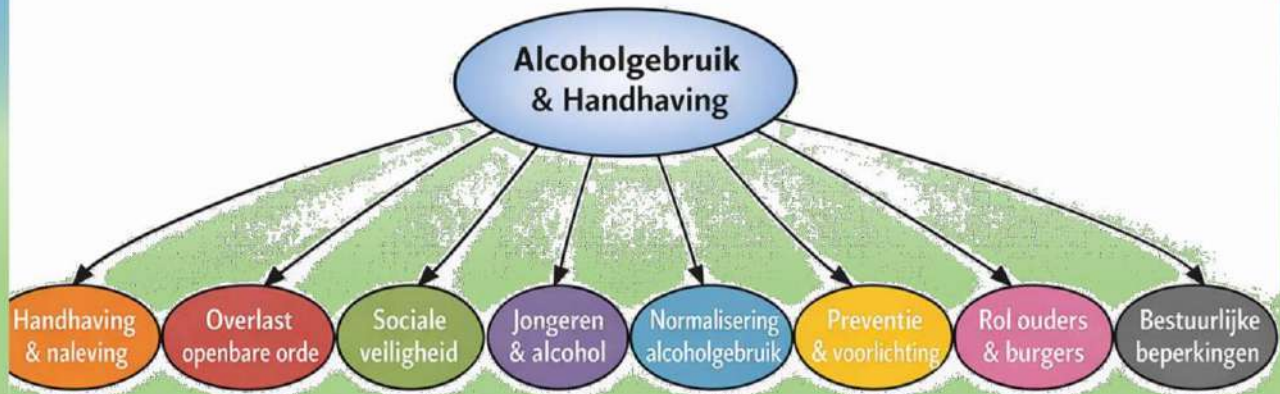 Alcoholgebruik
& Handhaving
Handhaving
& naleving
Overlast
openbare orde
Sociale
veiligheid
Jongeren
& alcohol
Normalisering
alcoholgebruik
Preventie
& voorlichting
Rol ouders
& burgers
Bestuurlijke
beperkingen